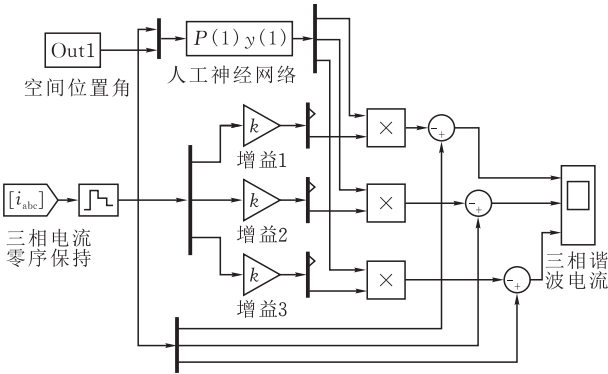 Out1
空间位置角
P(1) y(1)
人工神经网络
k
×
增益1
k
×
增益2
k
×
增益3
[iabc]
三相电流
零序保持
-
+
-
+
-
+
三相谐
波电流